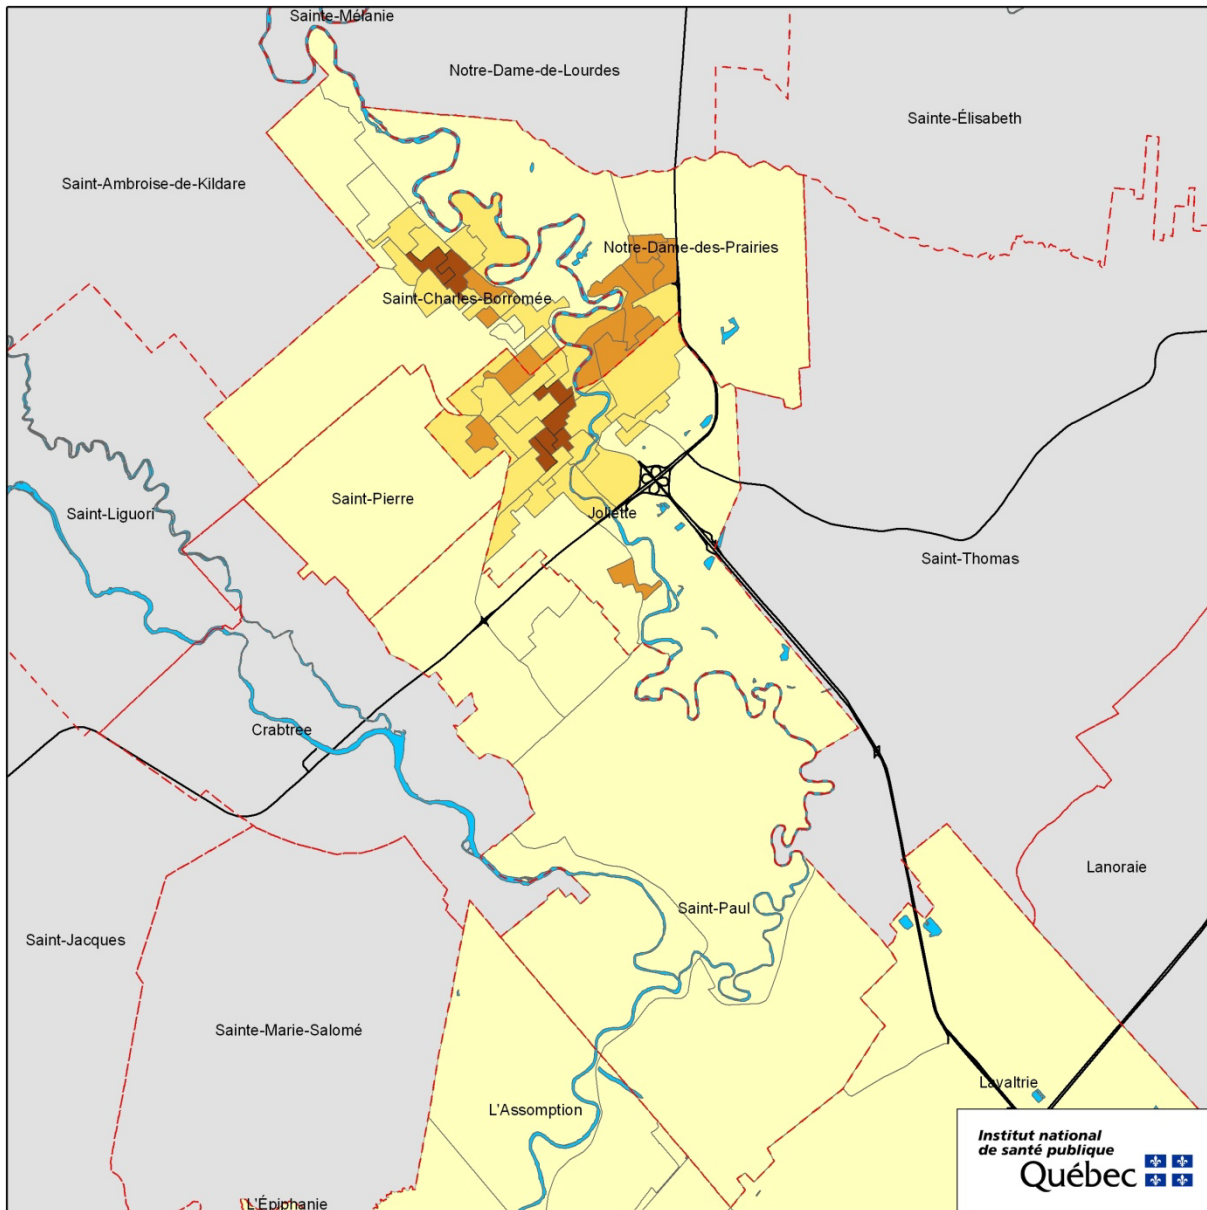 Sainte-Mélanie
Notre-Dame-de-Lourdes
Sainte-Élisabeth
Saint-Ambroise-de-Kildare
Notre-Dame-des-Prairies
Saint-Charles-Borromée
Saint-Pierre
Saint-Liguori
Joliette
Saint-Thomas
Crabtree
Lanoraie
Saint-Paul
Saint-Jacques
Sainte-Marie-Salomé
Lavaltrie
L'Assomption
L'Épiphanie
Institut national
de santé publique
Québec